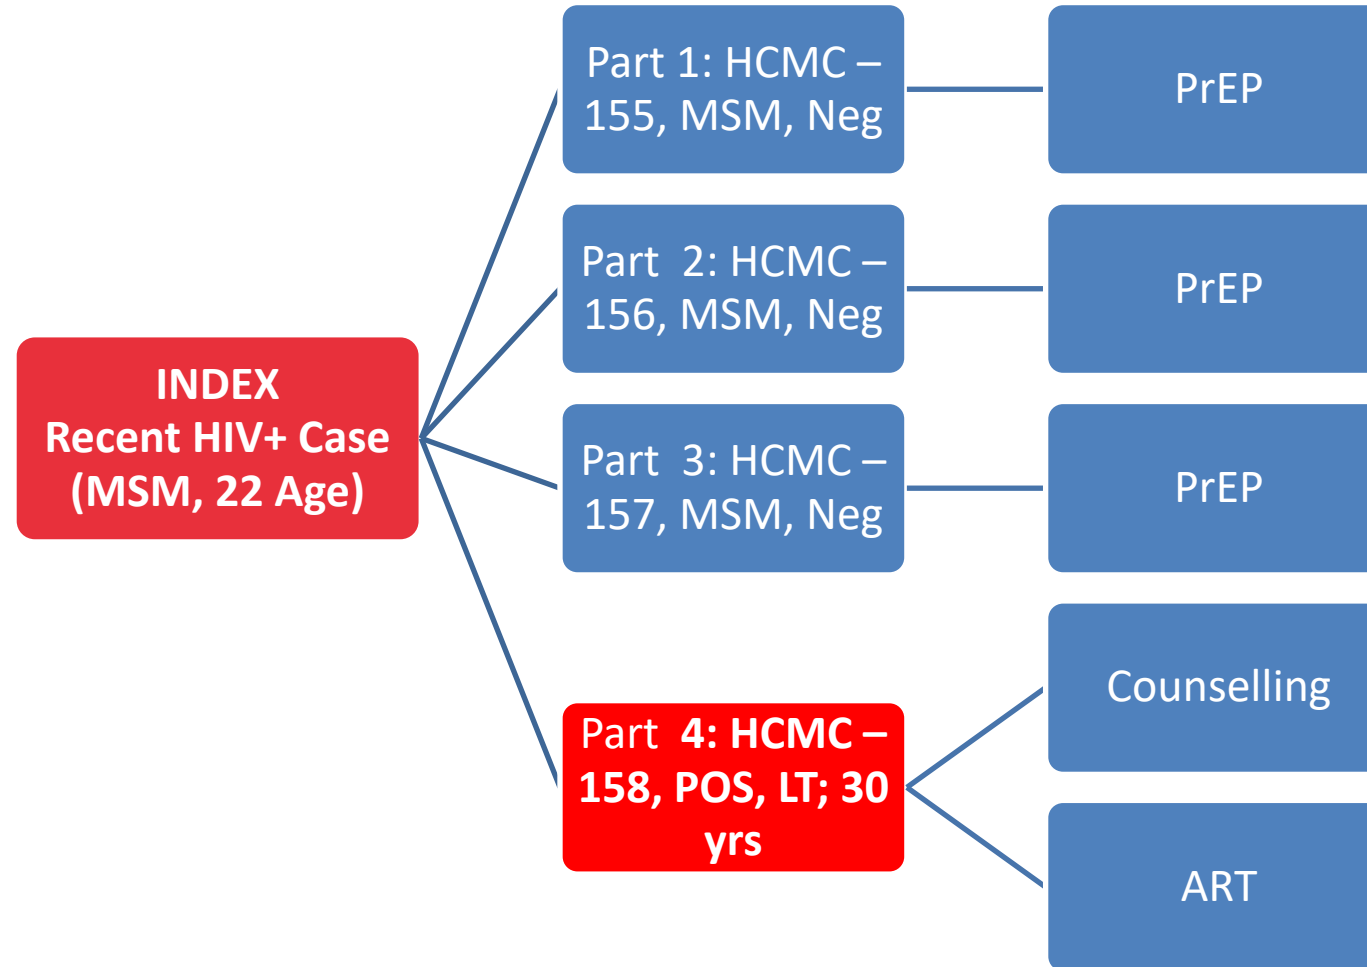 INDEX
Recent HIV+ Case
(MSM, 22 Age)
Part 1: HCMC –
155, MSM, Neg
PrEP
Part  2: HCMC –
156, MSM, Neg
PrEP
Part  3: HCMC –
157, MSM, Neg
PrEP
Part  4: HCMC –
158, POS, LT; 30
yrs
Counselling
ART